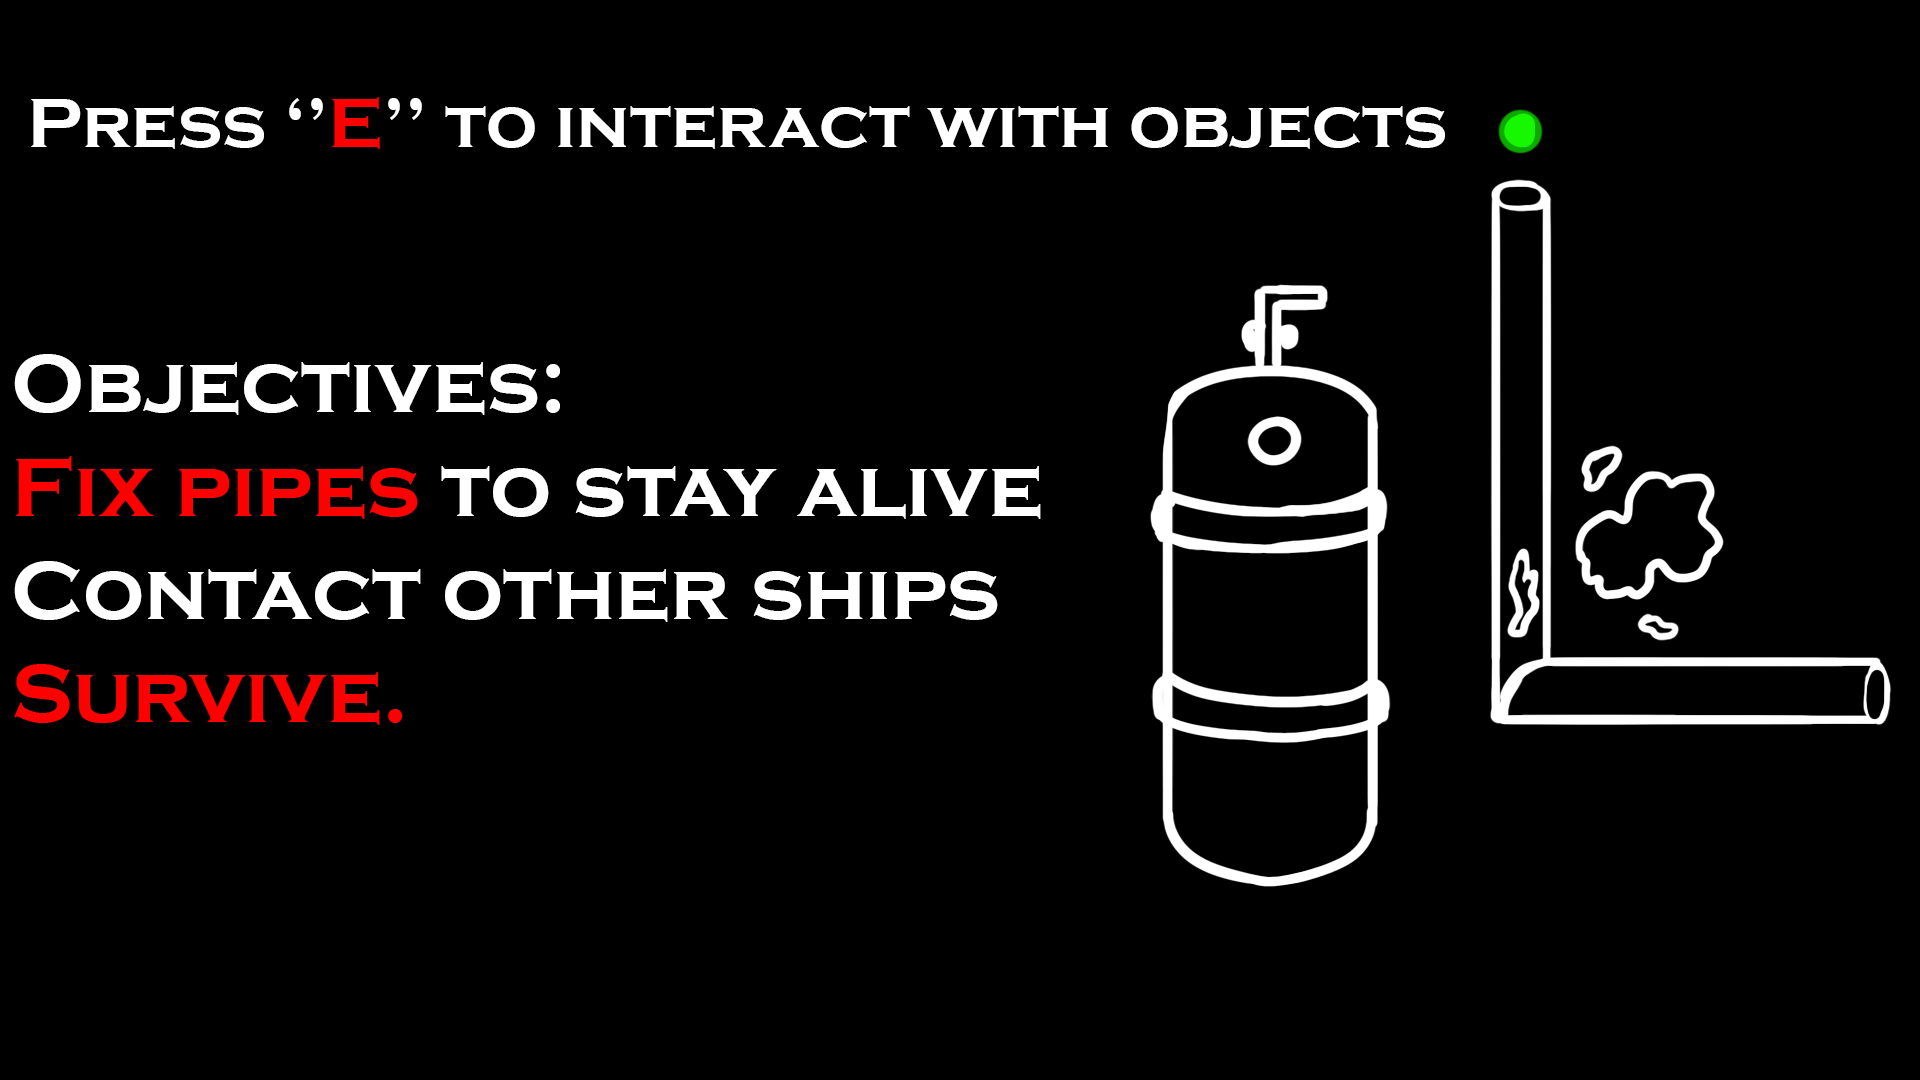 Press ‘’E’’ to interact with objects
Objectives:
Fix pipes to stay alive
Contact other ships
Survive.